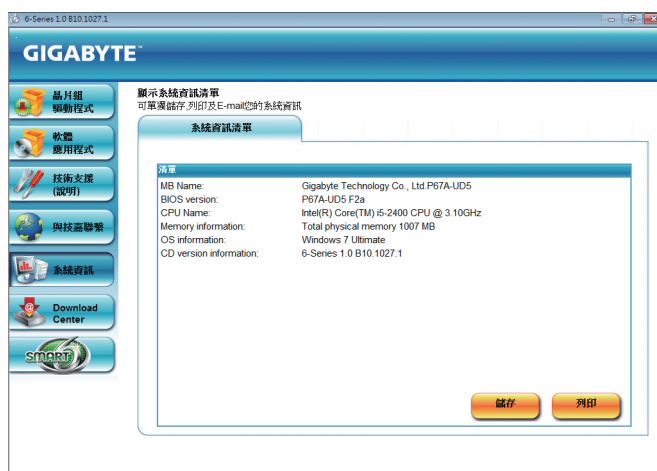 6-Series 1.0 B10.1027.1
GIGABYTE™
晶片組
驅動程式
軟體
應用程式
技術支援
(說明)
與技嘉聯繫
系統資訊
Download
Center
SMART6
顯示系統資訊清單
可單獨儲存,列印及E-mail您的系統資訊
系統資訊清單
清單
MB Name: Gigabyte Technology Co., Ltd.P67A-UD5
BIOS version: P67A-UD5 F2a
CPU Name: Intel(R) Core(TM) i5-2400 CPU @ 3.10GHz
Memory information: Total physical memory 1007 MB
OS information: Windows 7 Ultimate
CD version information: 6-Series 1.0 B10.1027.1
儲存
列印